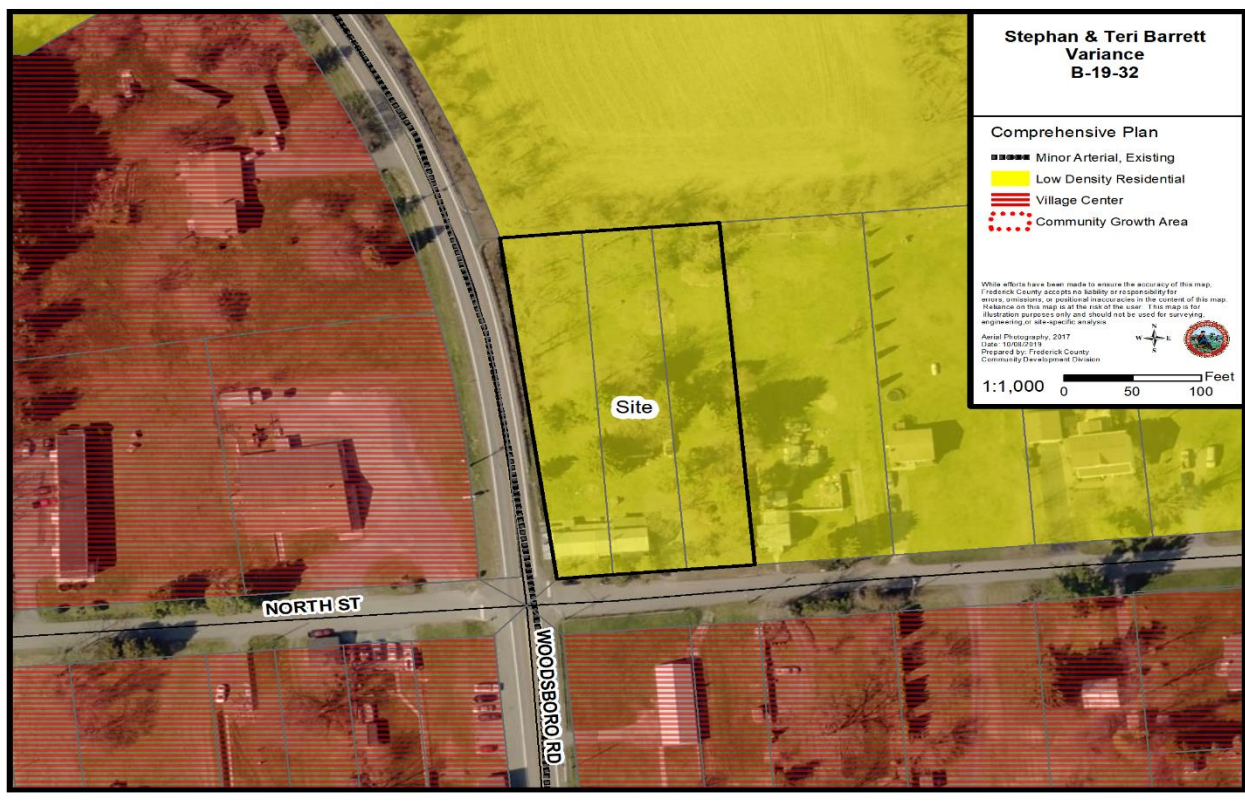 Stephan & Teri Barrett
Variance
B-19-32
Comprehensive Plan
Minor Arterial, Existing
Low Density Residential
Village Center
Community Growth Area
While efforts have been made to ensure the accuracy of this map,
Frederick County accepts no liability or responsibility for
errors, omissions, or positional inaccuracies in the content of this map.
Reliance on this map is at the risk of the user. This map is for
illustration purposes only and should not be used for surveying,
engineering, or site-specific analysis.
Aerial Photography, 2017
Date: 10/08/2019
Prepared by: Frederick County
Community Development Division
N
W E
S
1:1,000
Feet
0 50 100
Site
NORTH ST
WOODSBORO RD